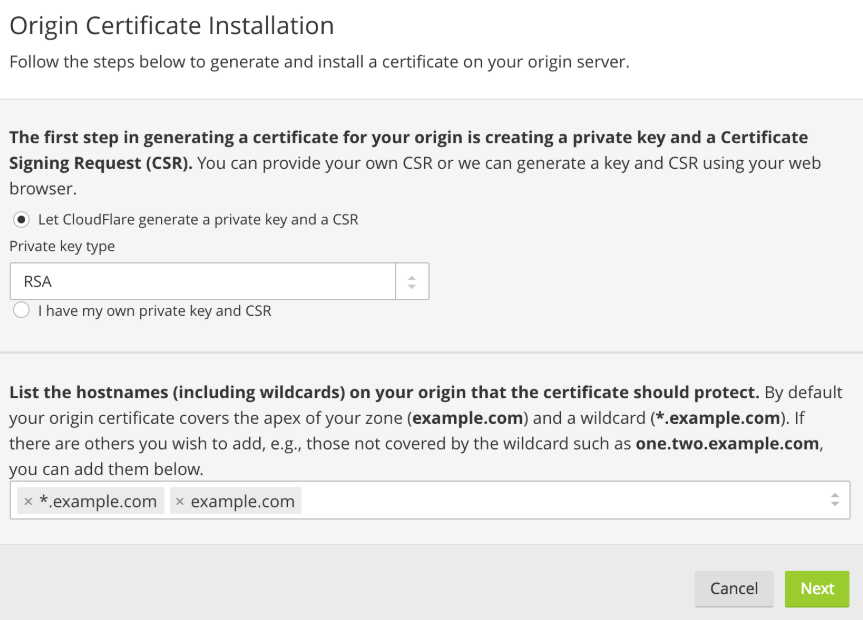 Origin Certificate Installation
Follow the steps below to generate and install a certificate on your origin server.
The first step in generating a certificate for your origin is creating a private key and a Certificate
Signing Request (CSR). You can provide your own CSR or we can generate a key and CSR using your web
browser.
Let CloudFlare generate a private key and a CSR
Private key type
RSA
I have my own private key and CSR
List the hostnames (including wildcards) on your origin that the certificate should protect. By default
your origin certificate covers the apex of your zone (example.com) and a wildcard (*.example.com). If
there are others you wish to add, e.g., those not covered by the wildcard such as one.two.example.com,
you can add them below.
× *.example.com × example.com
Cancel Next